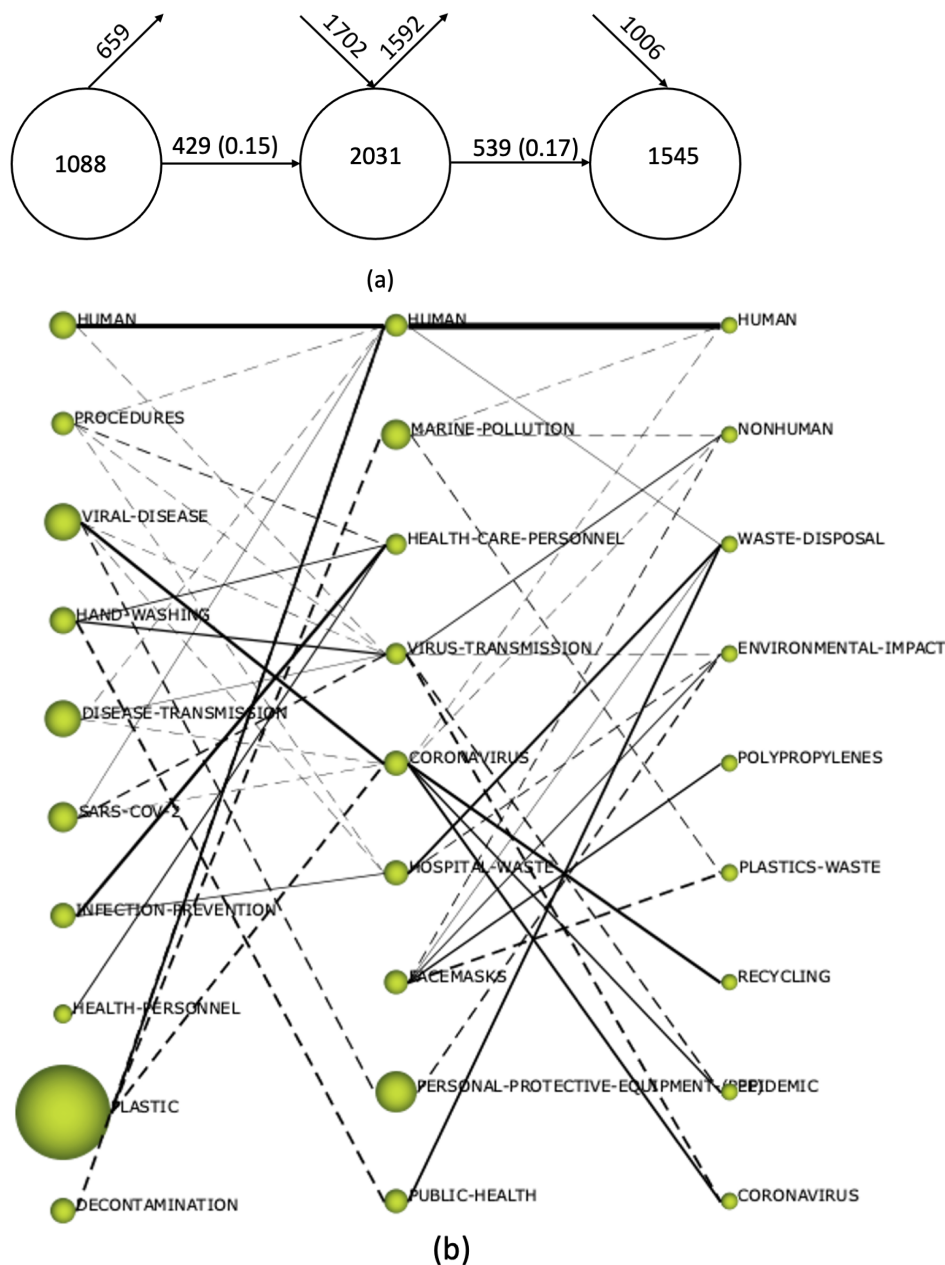 659
1702
1592
1006
1088
429 (0.15)
2031
539 (0.17)
1545
(a)
HUMAN
HUMAN
HUMAN
PROCEDURES
MARINE-POLLUTION
NONHUMAN
VIRAL-DISEASE
HEALTH-CARE-PERSONNEL
WASTE-DISPOSAL
HAND-WASHING
VIRUS-TRANSMISSION
ENVIRONMENTAL-IMPACT
DISEASE-TRANSMISSION
CORONAVIRUS
POLYPROPYLENES
SARS-COV-2
HOSPITAL-WASTE
PLASTICS-WASTE
INFECTION-PREVENTION
FACEMASKS
RECYCLING
HEALTH-PERSONNEL
PERSONAL-PROTECTIVE-EQUIPMENT-(PPE)
EPIDEMIC
PLASTIC
PUBLIC-HEALTH
CORONAVIRUS
DECONTAMINATION
(b)